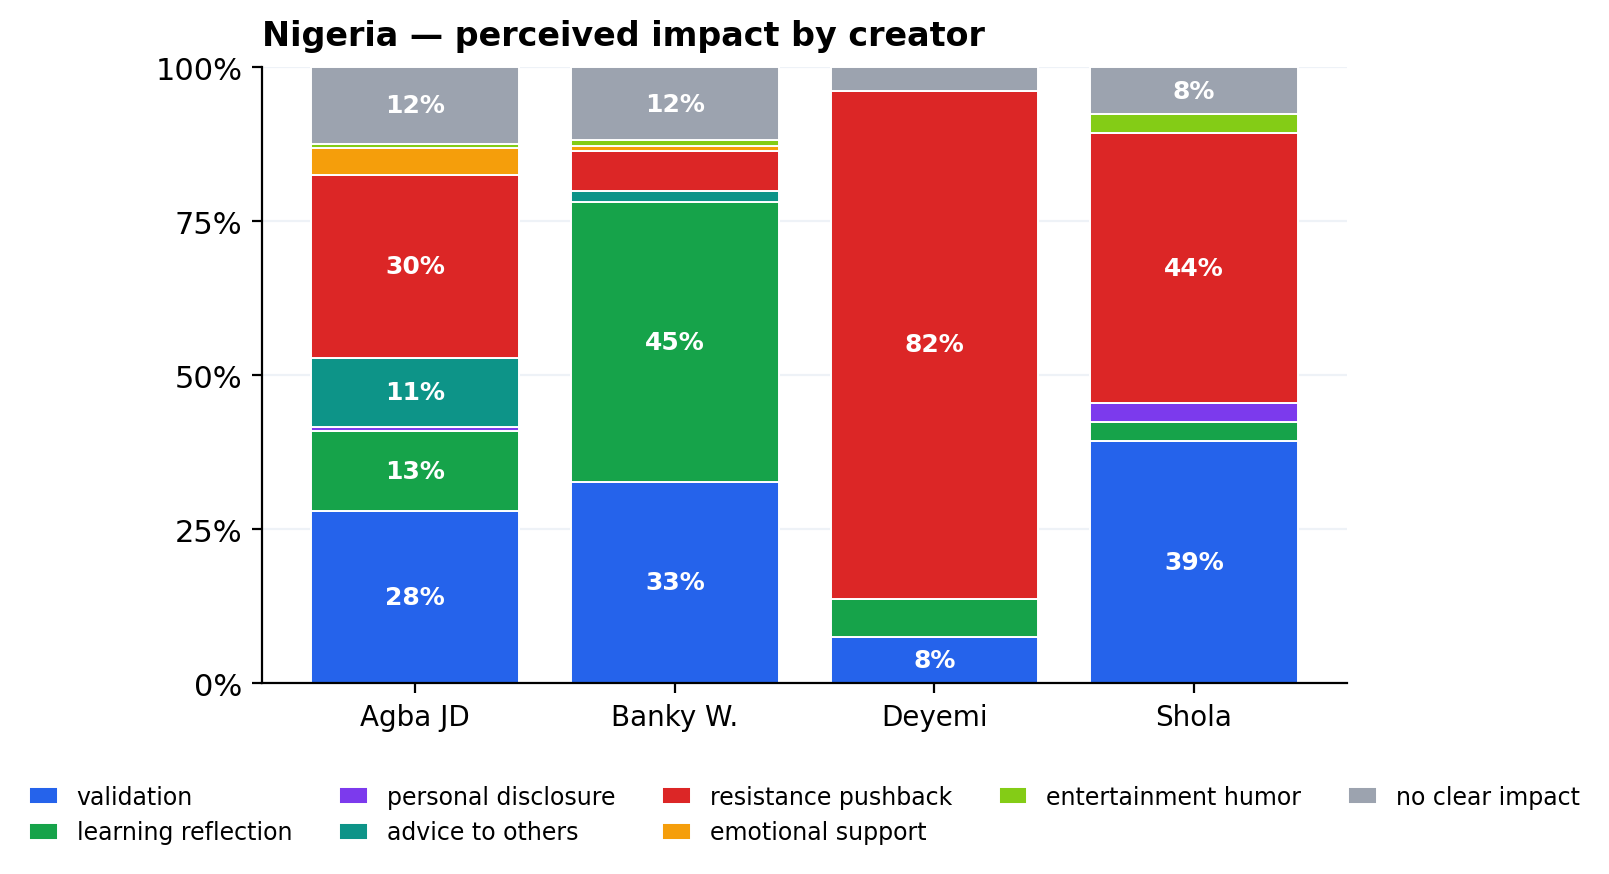 Nigeria — perceived impact by creator
100%
75%
50%
25%
0%
12%
30%
11%
13%
28%
12%
45%
33%
82%
8%
8%
44%
39%
Agba JD
Banky W.
Deyemi
Shola
validation
learning reflection
personal disclosure
advice to others
resistance pushback
emotional support
entertainment humor
no clear impact